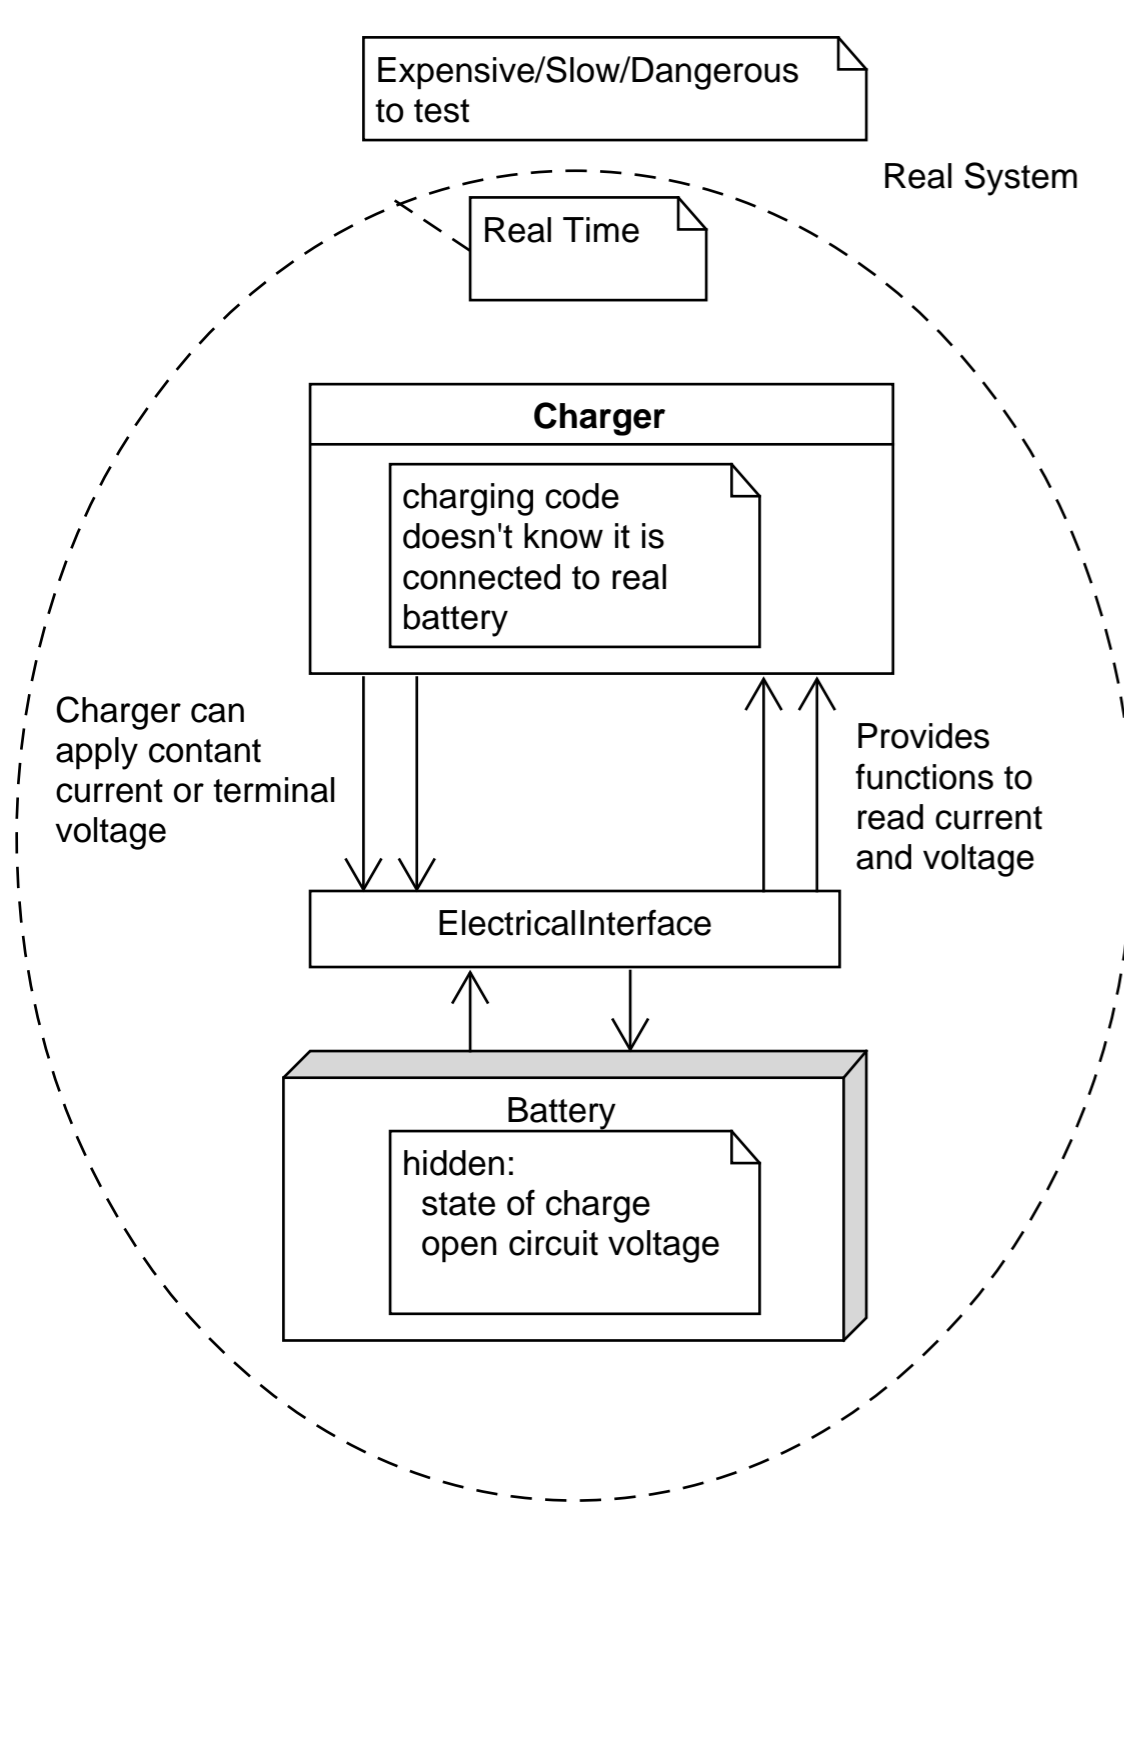 Expensive/Slow/Dangerous
to test
Real System
Real Time
Charger
charging code
doesn't know it is
connected to real
battery
Charger can
apply contant
current or terminal
voltage
Provides
functions to
read current
and voltage
ElectricalInterface
Battery
hidden:
state of charge
open circuit voltage